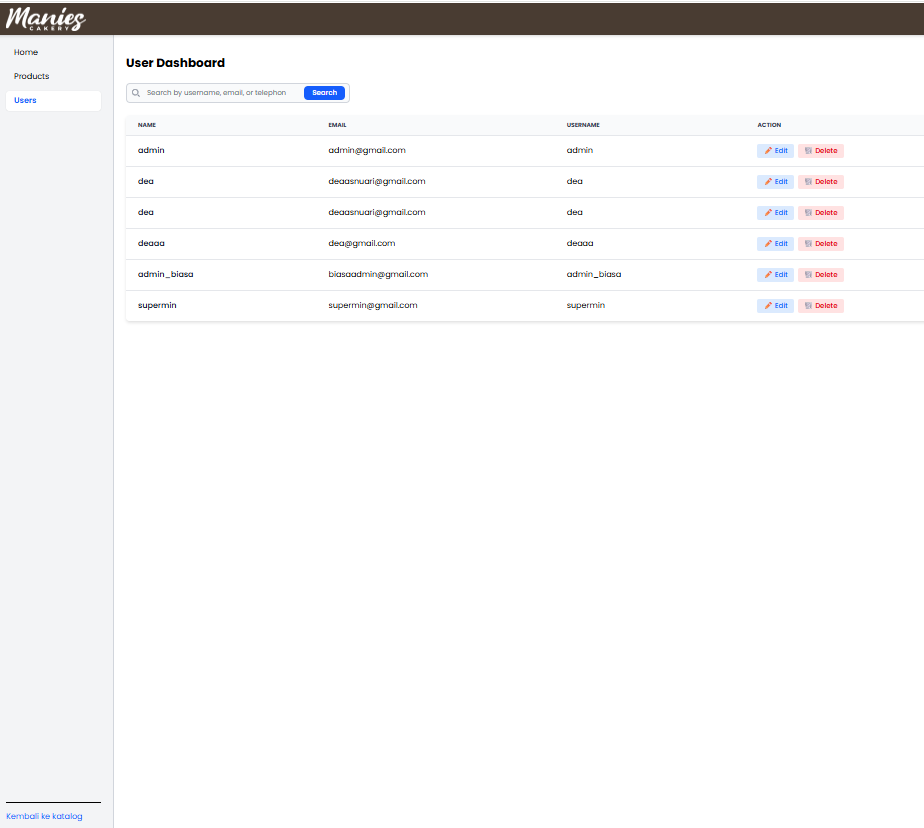 Manies
CAKERY
Home
Products
Users
User Dashboard
Search by username, email, or telephon
Search
NAME EMAIL USERNAME ACTION
admin admin@gmail.com admin Edit Delete
dea deaasnuari@gmail.com dea Edit Delete
dea deaasnuari@gmail.com dea Edit Delete
deaaa dea@gmail.com deaaa Edit Delete
admin_biasa biasaadmin@gmail.com admin_biasa Edit Delete
supermin supermin@gmail.com supermin Edit Delete
Kembali ke katalog